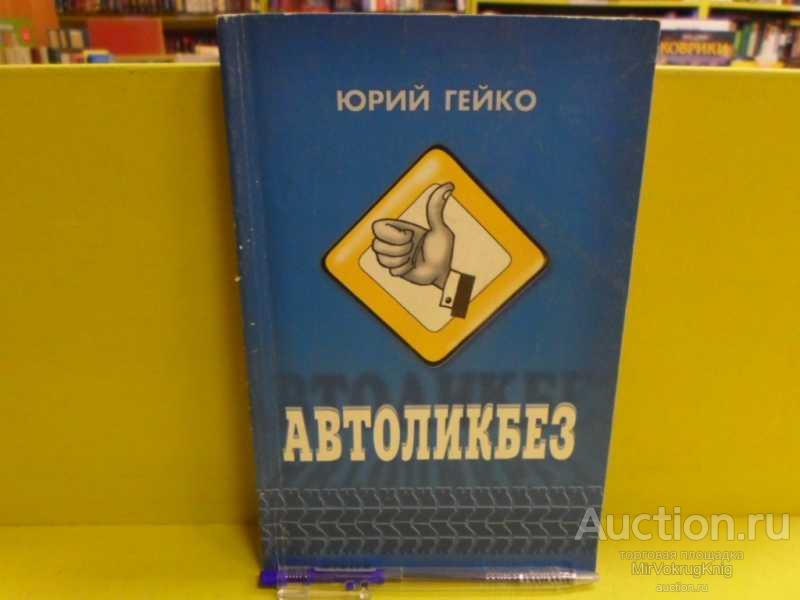 КОВРИКИ
ЮРИЙ ГЕЙКО
АВТОЛИКБЕЗ
Auction.ru
торговая площадка
MirVokrugKnig
auction.ru